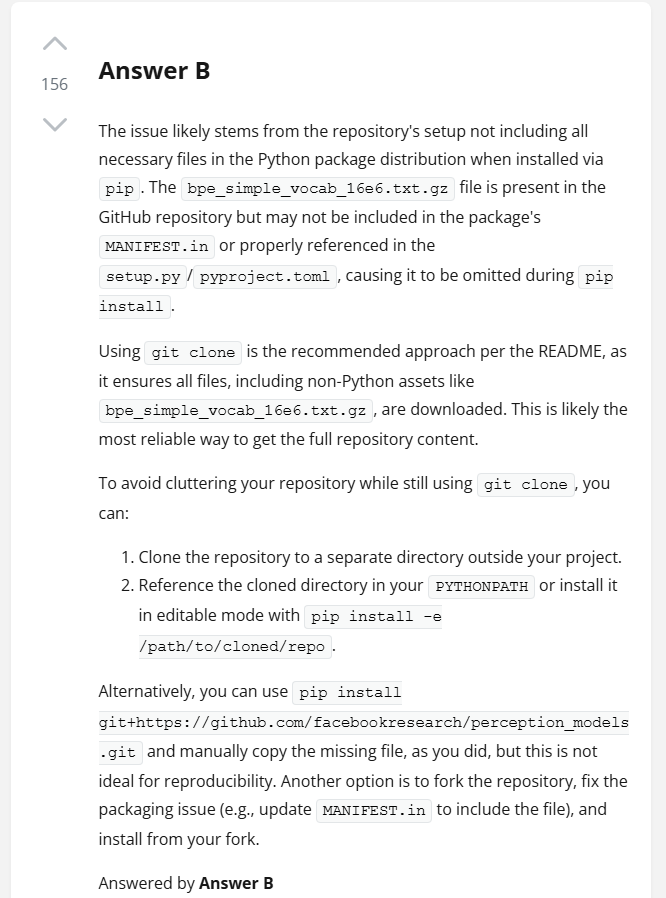 Answer B
156
The issue likely stems from the repository's setup not including all
necessary files in the Python package distribution when installed via
pip. The bpe_simple_vocab_16e6.txt.gz file is present in the
GitHub repository but may not be included in the package's
MANIFEST.in or properly referenced in the
setup.py/pyproject.toml, causing it to be omitted during pip
install.
Using git clone is the recommended approach per the README, as
it ensures all files, including non-Python assets like
bpe_simple_vocab_16e6.txt.gz, are downloaded. This is likely the
most reliable way to get the full repository content.
To avoid cluttering your repository while still using git clone, you
can:
1. Clone the repository to a separate directory outside your project.
2. Reference the cloned directory in your PYTHONPATH or install it
in editable mode with pip install -e
/path/to/cloned/repo.
Alternatively, you can use pip install
git+https://github.com/facebookresearch/perception_models
.git and manually copy the missing file, as you did, but this is not
ideal for reproducibility. Another option is to fork the repository, fix the
packaging issue (e.g., update MANIFEST.in to include the file), and
install from your fork.
Answered by Answer B